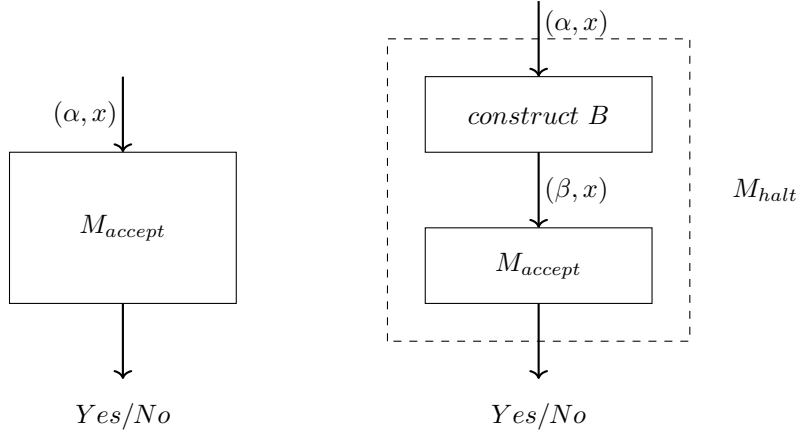 (α, x)
M_accept
Yes/No
(α, x)
construct B
(β, x)
M_accept
M_halt
Yes/No